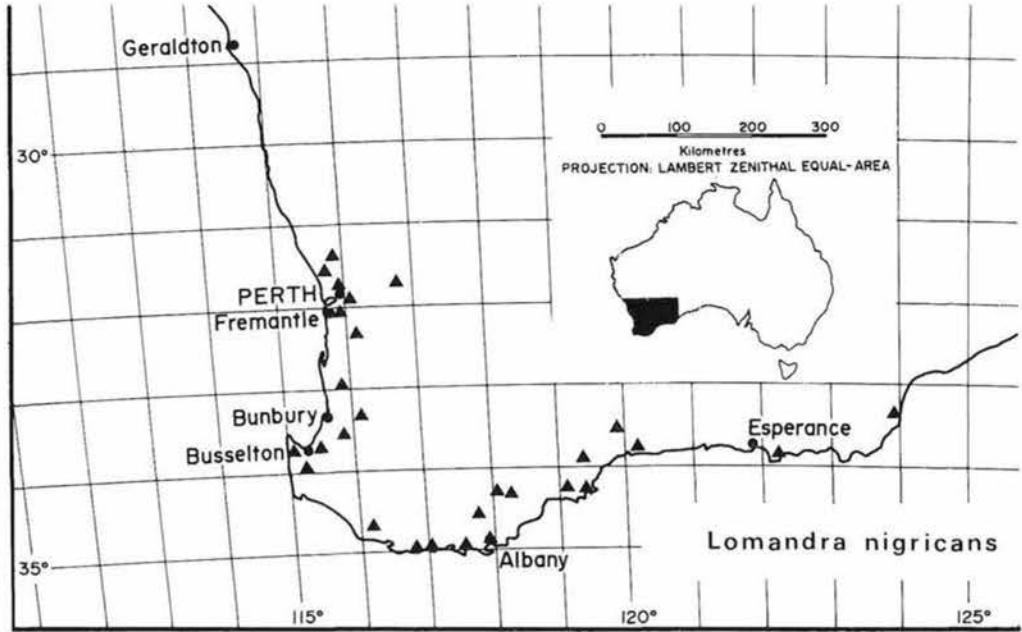 Geraldton
0 100 200 300
Kilometres
PROJECTION: LAMBERT ZENITHAL EQUAL-AREA
30°
PERTH
Fremantle
Bunbury
Busselton
Esperance
Albany
Lomandra nigricans
35°
115° 120° 125°